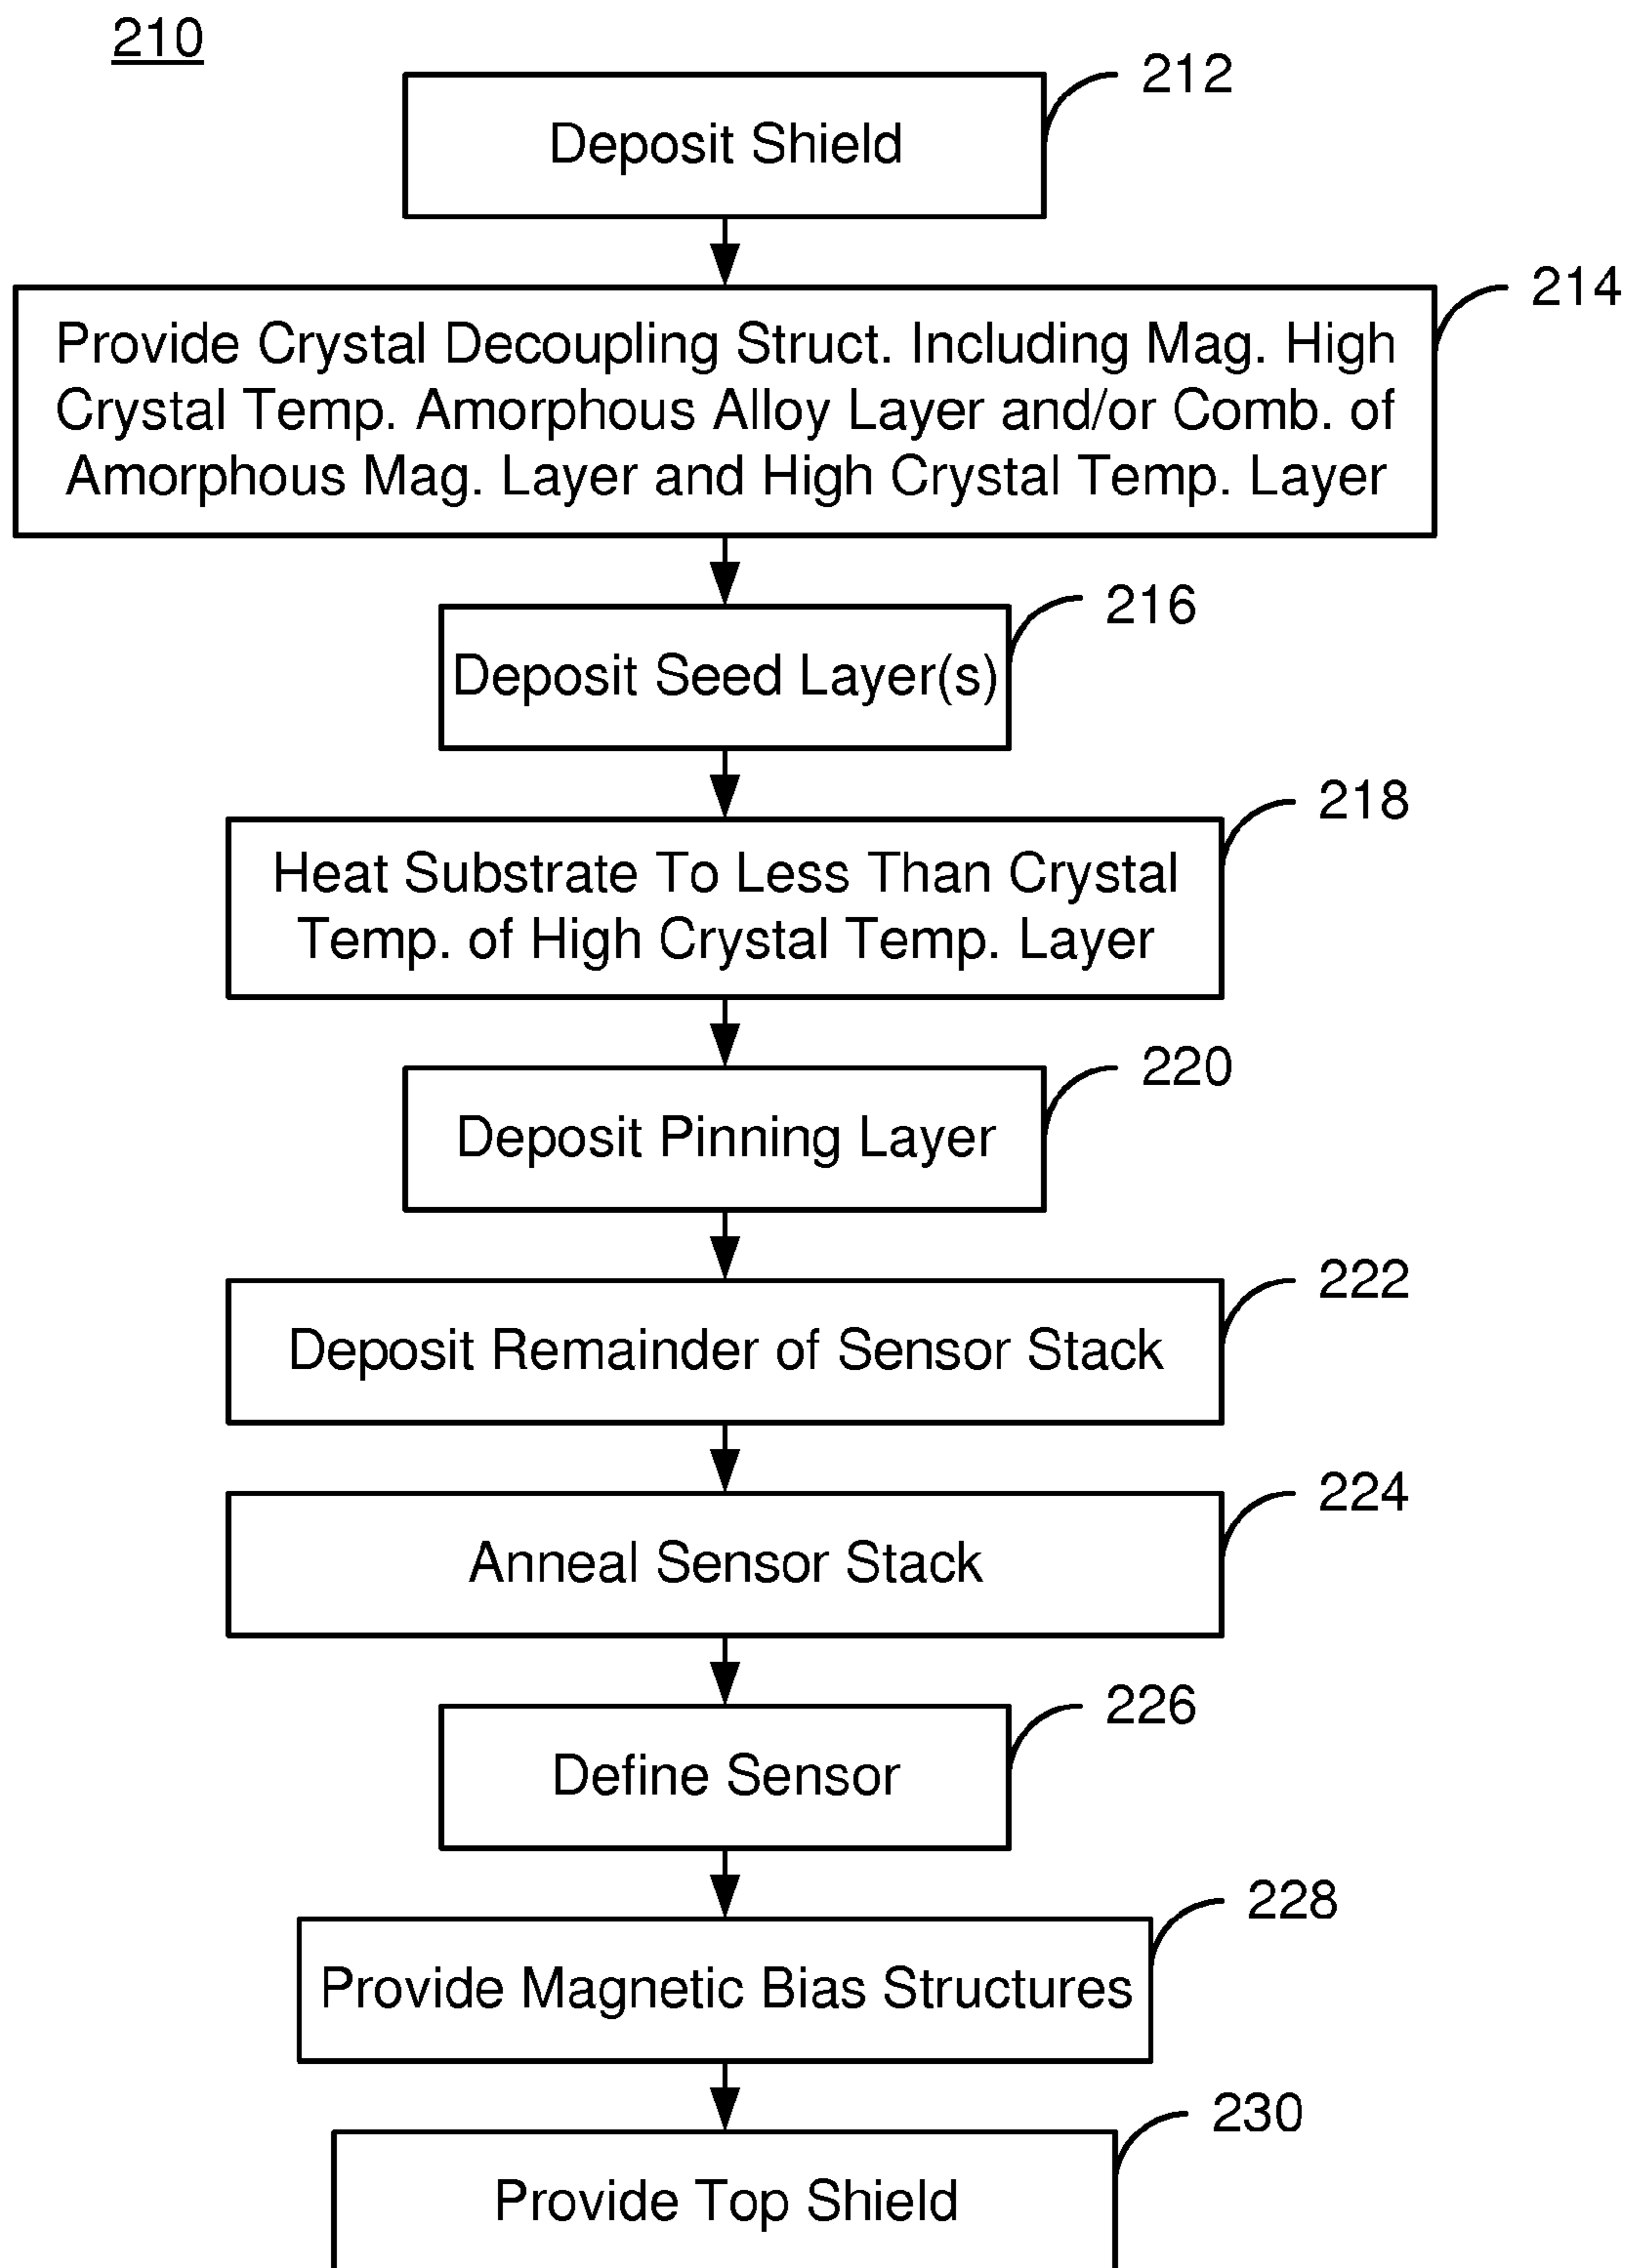 210
212
Deposit Shield
214
Provide Crystal Decoupling Struct. Including Mag. High
Crystal Temp. Amorphous Alloy Layer and/or Comb. of
Amorphous Mag. Layer and High Crystal Temp. Layer
216
Deposit Seed Layer(s)
218
Heat Substrate To Less Than Crystal
Temp. of High Crystal Temp. Layer
220
Deposit Pinning Layer
222
Deposit Remainder of Sensor Stack
224
Anneal Sensor Stack
226
Define Sensor
228
Provide Magnetic Bias Structures
230
Provide Top Shield